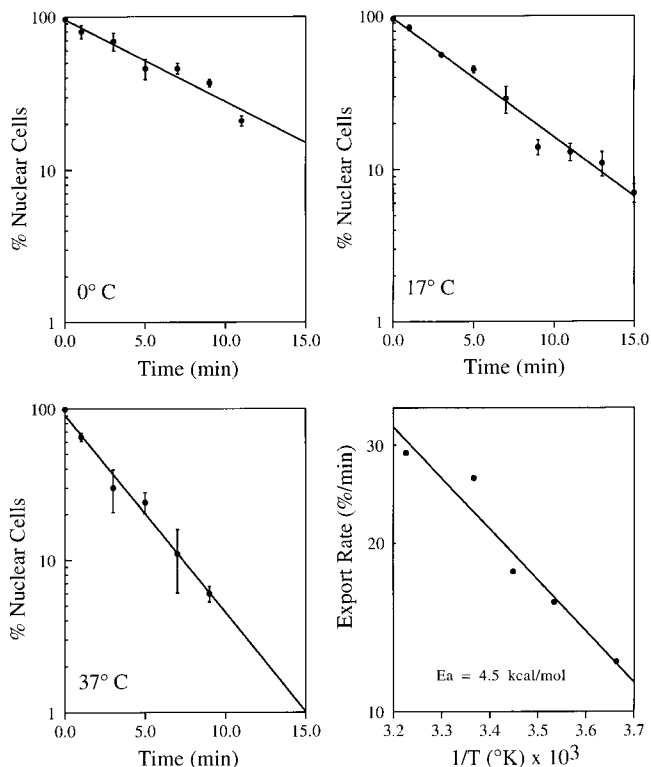 100
% Nuclear Cells
10
1
0° C
0.0 5.0 10.0 15.0
Time (min)
100
% Nuclear Cells
10
1
17° C
0.0 5.0 10.0 15.0
Time (min)
100
% Nuclear Cells
10
1
37° C
0.0 5.0 10.0 15.0
Time (min)
30
Export Rate (%/min)
20
10
Ea = 4.5 kcal/mol
3.2 3.3 3.4 3.5 3.6 3.7
1/T (°K) x 10³